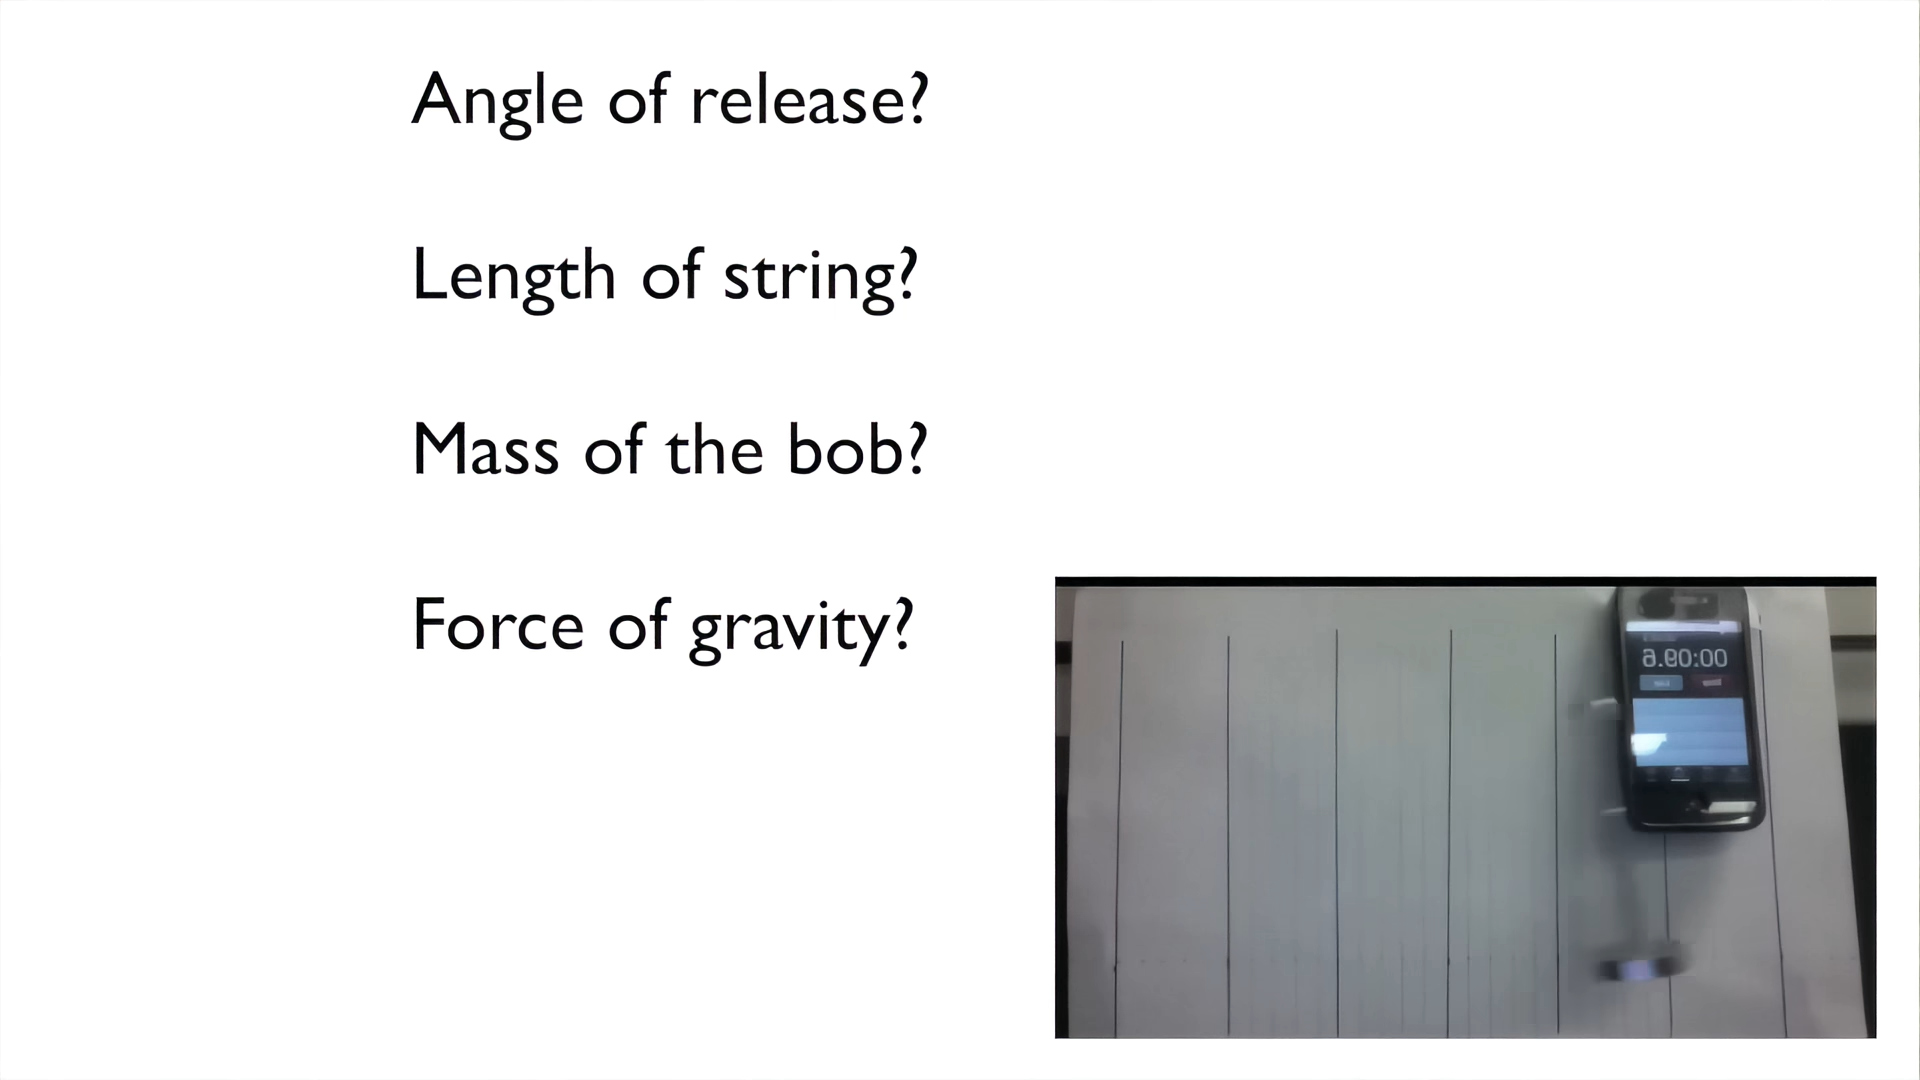 Angle of release?
Length of string?
Mass of the bob?
Force of gravity?